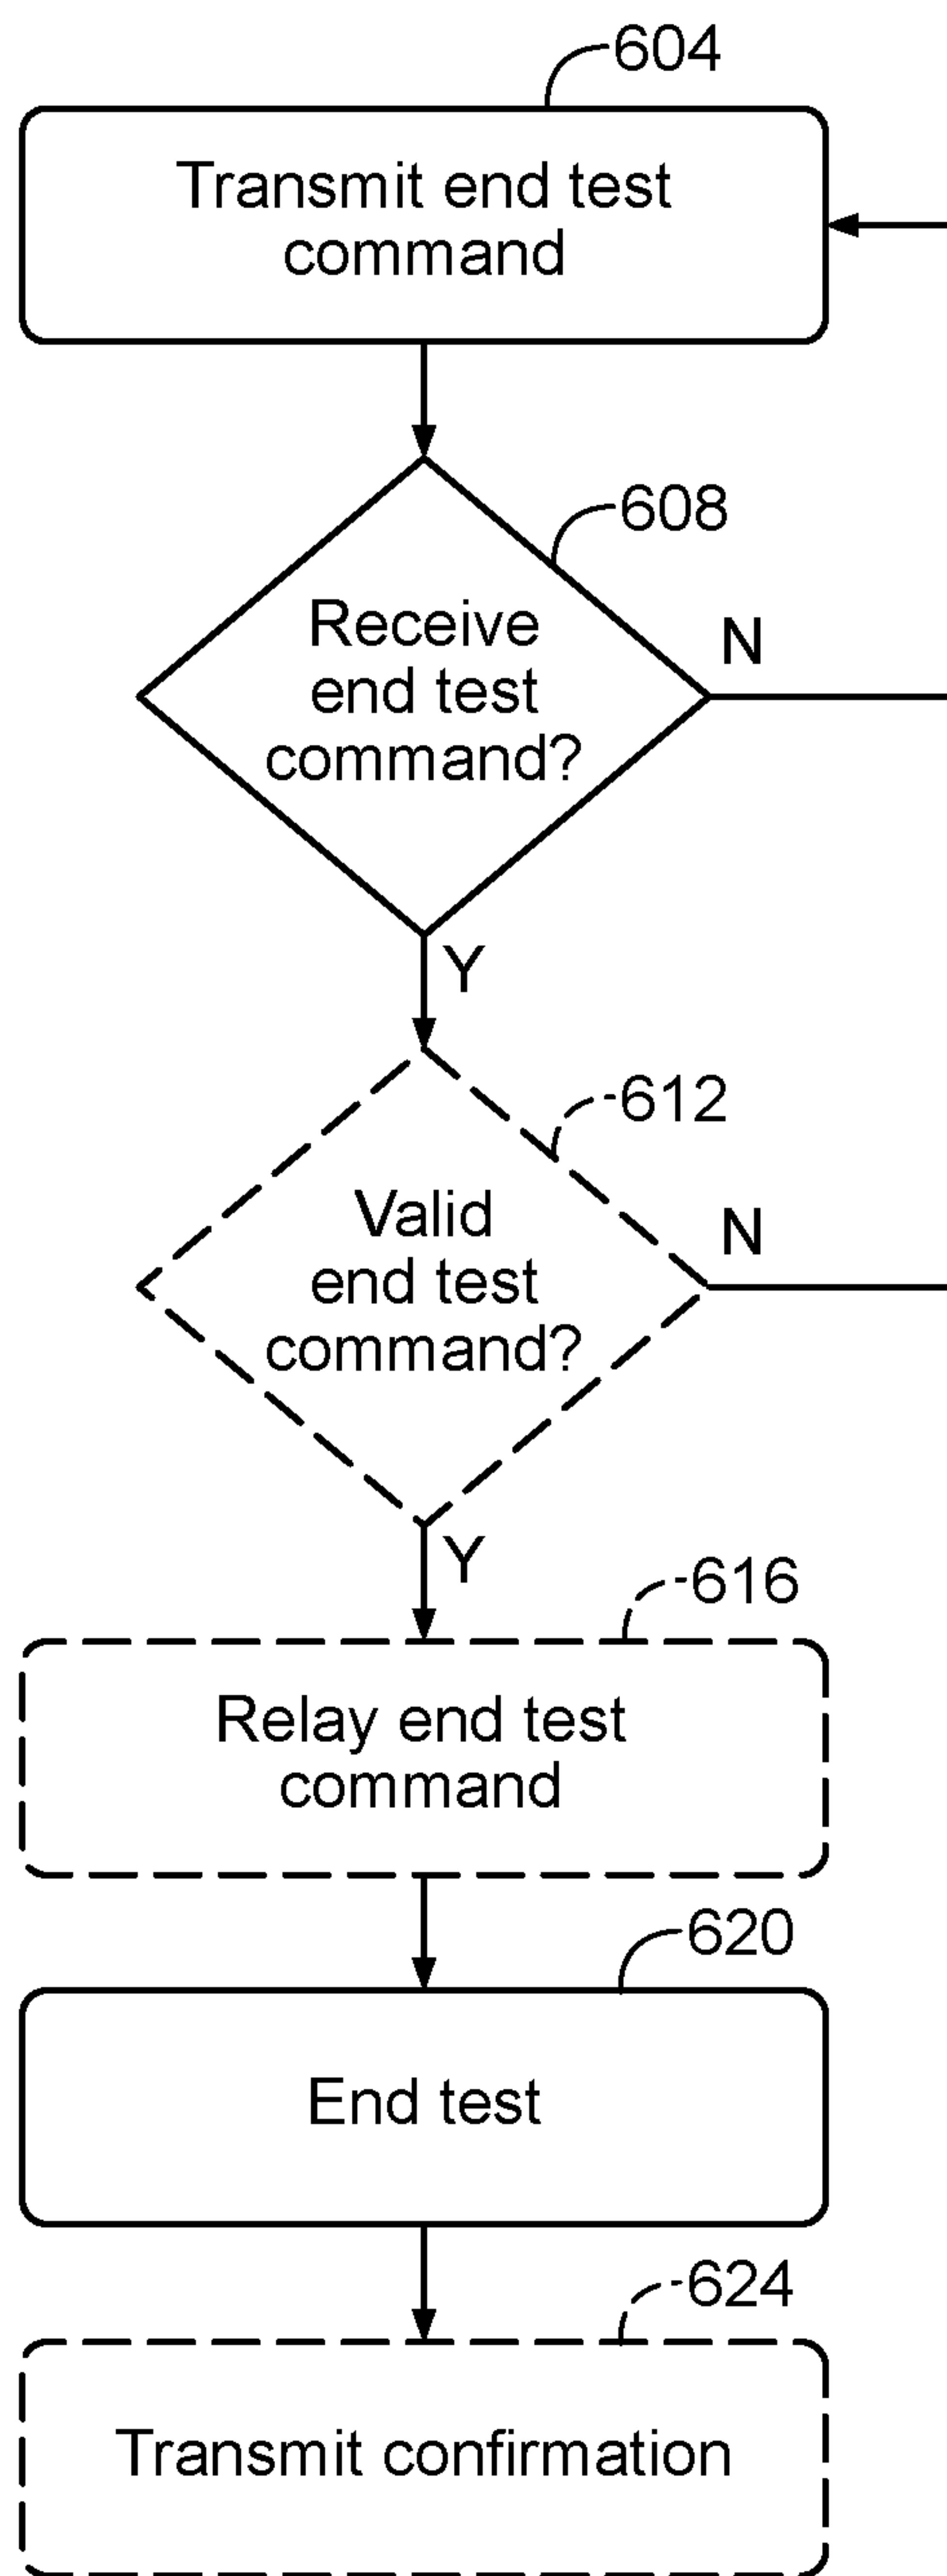 604
Transmit end test
command
608
Receive
end test
command?
N
Y
612
Valid
end test
command?
N
Y
616
Relay end test
command
620
End test
624
Transmit confirmation